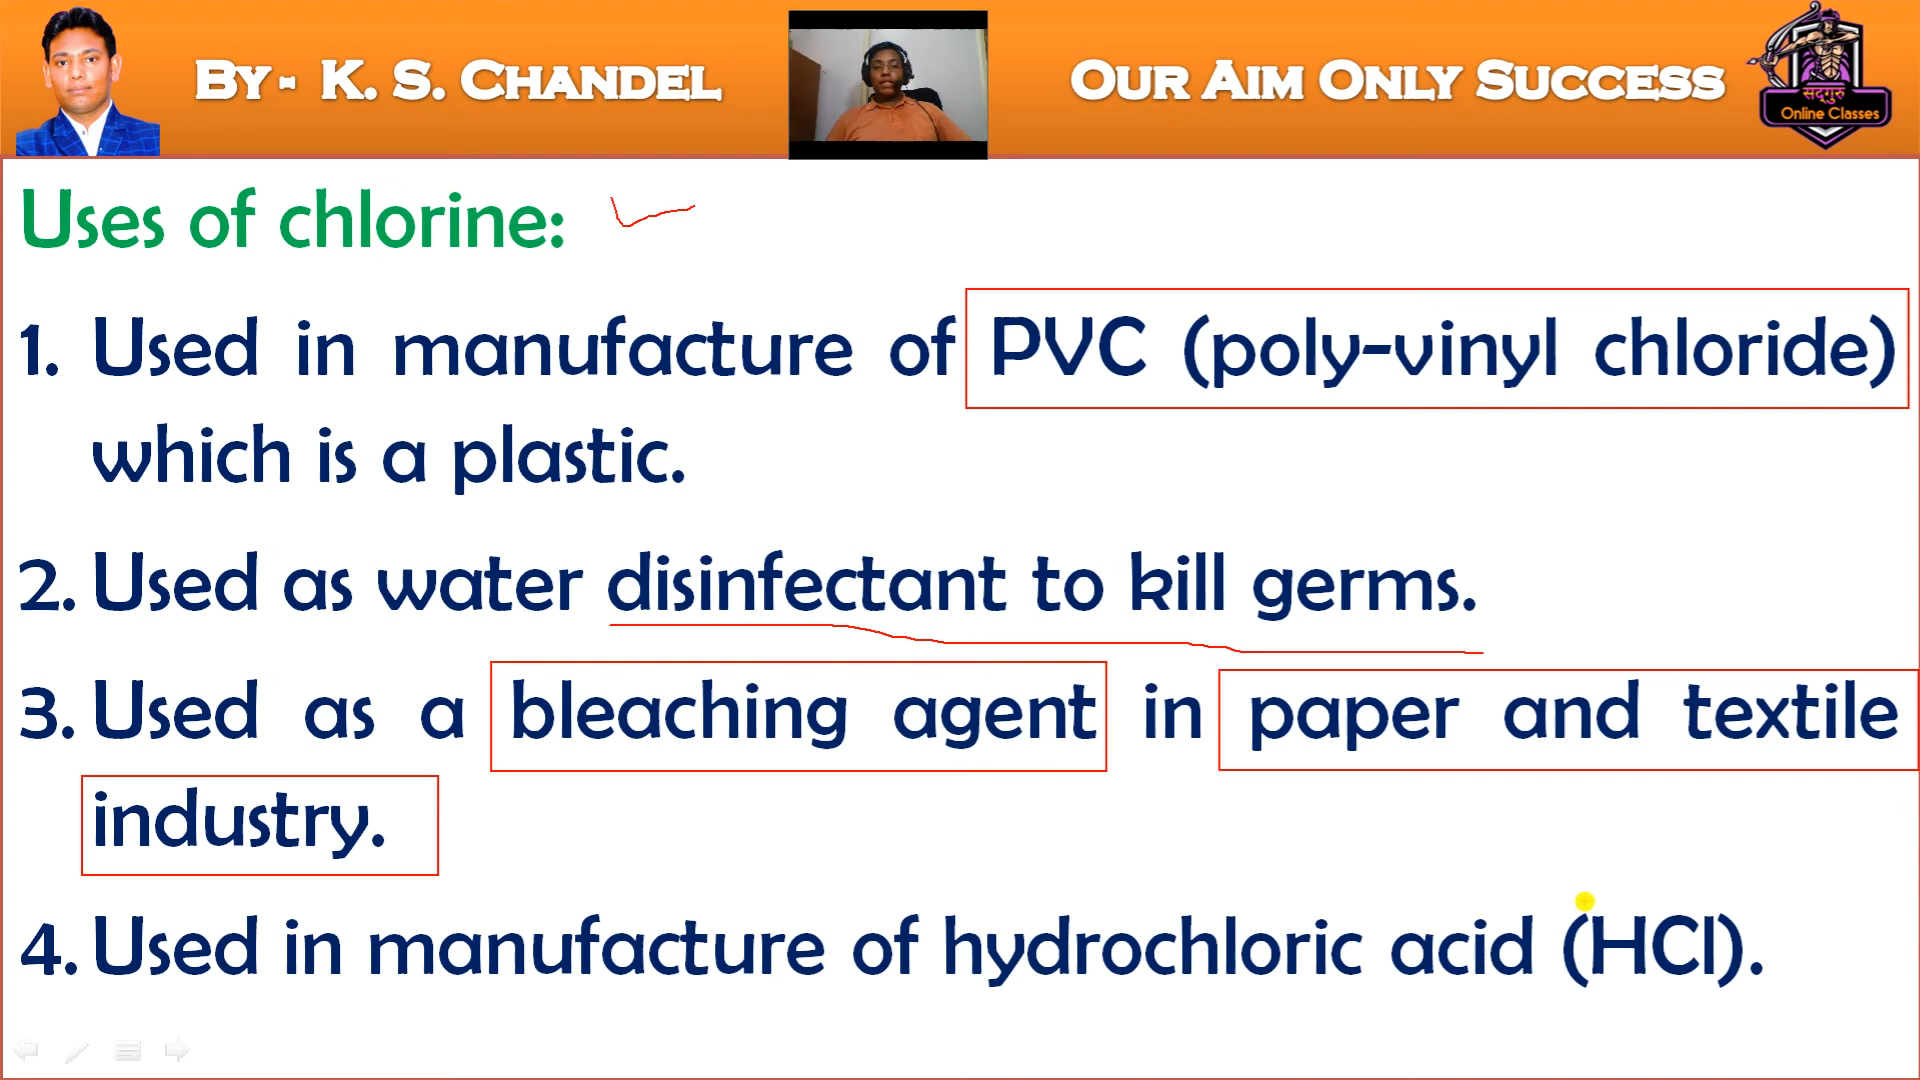 BY - K. S. CHANDEL
OUR AIM ONLY SUCCESS
सद्गुरु
Online Classes
Uses of chlorine:
1. Used in manufacture of PVC (poly-vinyl chloride)
which is a plastic.
2. Used as water disinfectant to kill germs.
3. Used as a bleaching agent in paper and textile
industry.
4. Used in manufacture of hydrochloric acid (HCl).